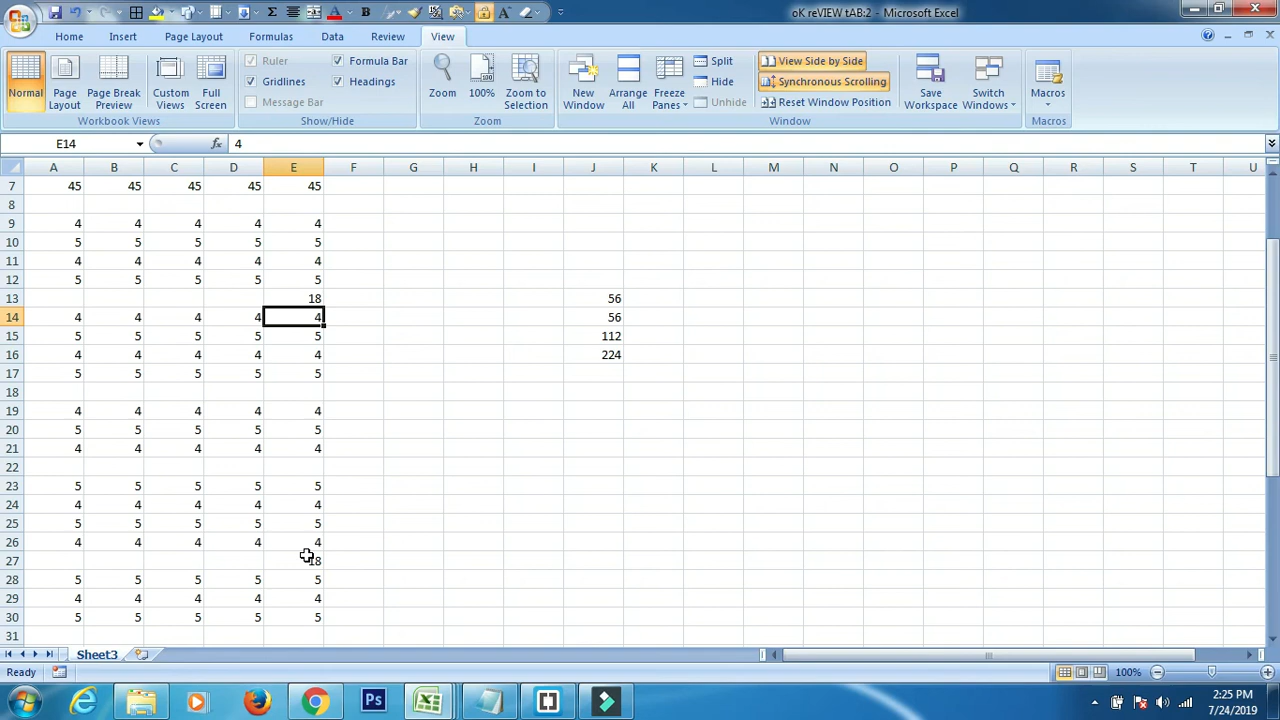 oK reVIEW tAB:2 - Microsoft Excel
Home Insert Page Layout Formulas Data Review View
Normal
Page Layout
Page Break Preview
Custom Views
Full Screen
Workbook Views
Ruler
Formula Bar
Gridlines
Headings
Message Bar
Show/Hide
Zoom
100%
Zoom to Selection
Zoom
New Window
Arrange All
Freeze Panes
Split
Hide
Unhide
View Side by Side
Synchronous Scrolling
Reset Window Position
Window
Save Workspace
Switch Windows
Macros
Macros
E14 fx 4
A B C D E F G H I J K L M N O P Q R S T U
7 45 45 45 45 45
8
9 4 4 4 4 4
10 5 5 5 5 5
11 4 4 4 4 4
12 5 5 5 5 5
13 18 56
14 4 4 4 4 4 56
15 5 5 5 5 5 112
16 4 4 4 4 4 224
17 5 5 5 5 5
18
19 4 4 4 4 4
20 5 5 5 5 5
21 4 4 4 4 4
22
23 5 5 5 5 5
24 4 4 4 4 4
25 5 5 5 5 5
26 4 4 4 4 4
27 18
28 5 5 5 5 5
29 4 4 4 4 4
30 5 5 5 5 5
31
Sheet3
Ready 100%
Ps
2:25 PM
7/24/2019